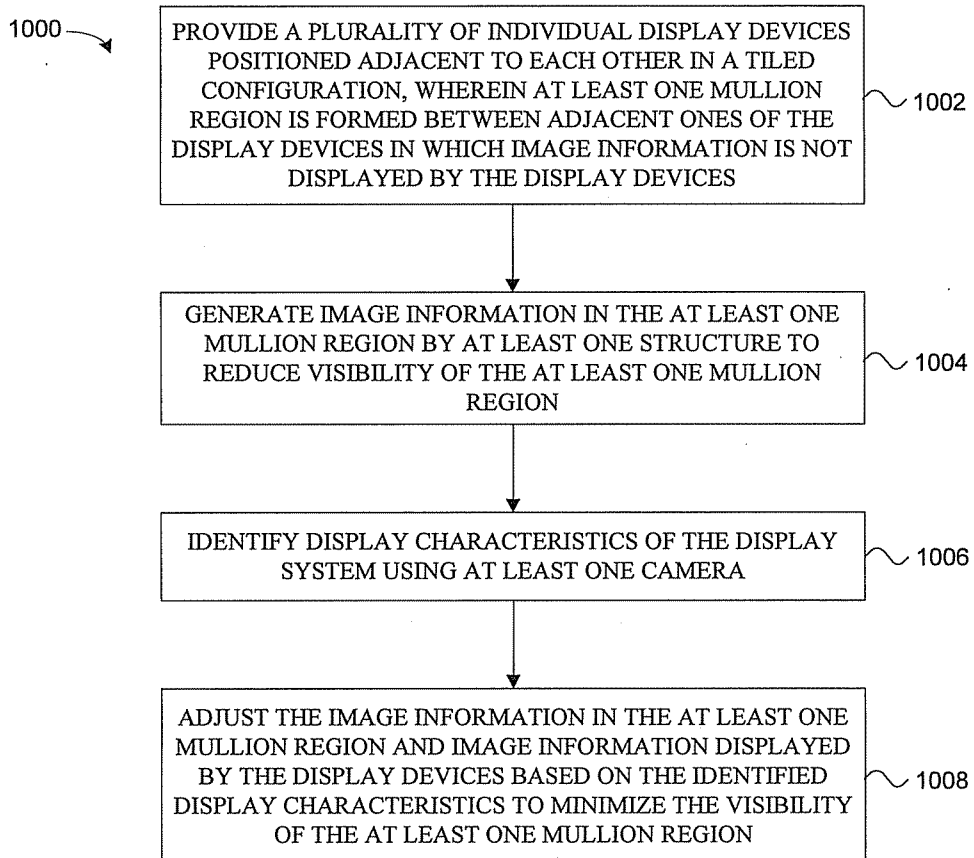 1000
PROVIDE A PLURALITY OF INDIVIDUAL DISPLAY DEVICES
POSITIONED ADJACENT TO EACH OTHER IN A TILED
CONFIGURATION, WHEREIN AT LEAST ONE MULLION
REGION IS FORMED BETWEEN ADJACENT ONES OF THE
DISPLAY DEVICES IN WHICH IMAGE INFORMATION IS NOT
DISPLAYED BY THE DISPLAY DEVICES
1002
GENERATE IMAGE INFORMATION IN THE AT LEAST ONE
MULLION REGION BY AT LEAST ONE STRUCTURE TO
REDUCE VISIBILITY OF THE AT LEAST ONE MULLION
REGION
1004
IDENTIFY DISPLAY CHARACTERISTICS OF THE DISPLAY
SYSTEM USING AT LEAST ONE CAMERA
1006
ADJUST THE IMAGE INFORMATION IN THE AT LEAST ONE
MULLION REGION AND IMAGE INFORMATION DISPLAYED
BY THE DISPLAY DEVICES BASED ON THE IDENTIFIED
DISPLAY CHARACTERISTICS TO MINIMIZE THE VISIBILITY
OF THE AT LEAST ONE MULLION REGION
1008